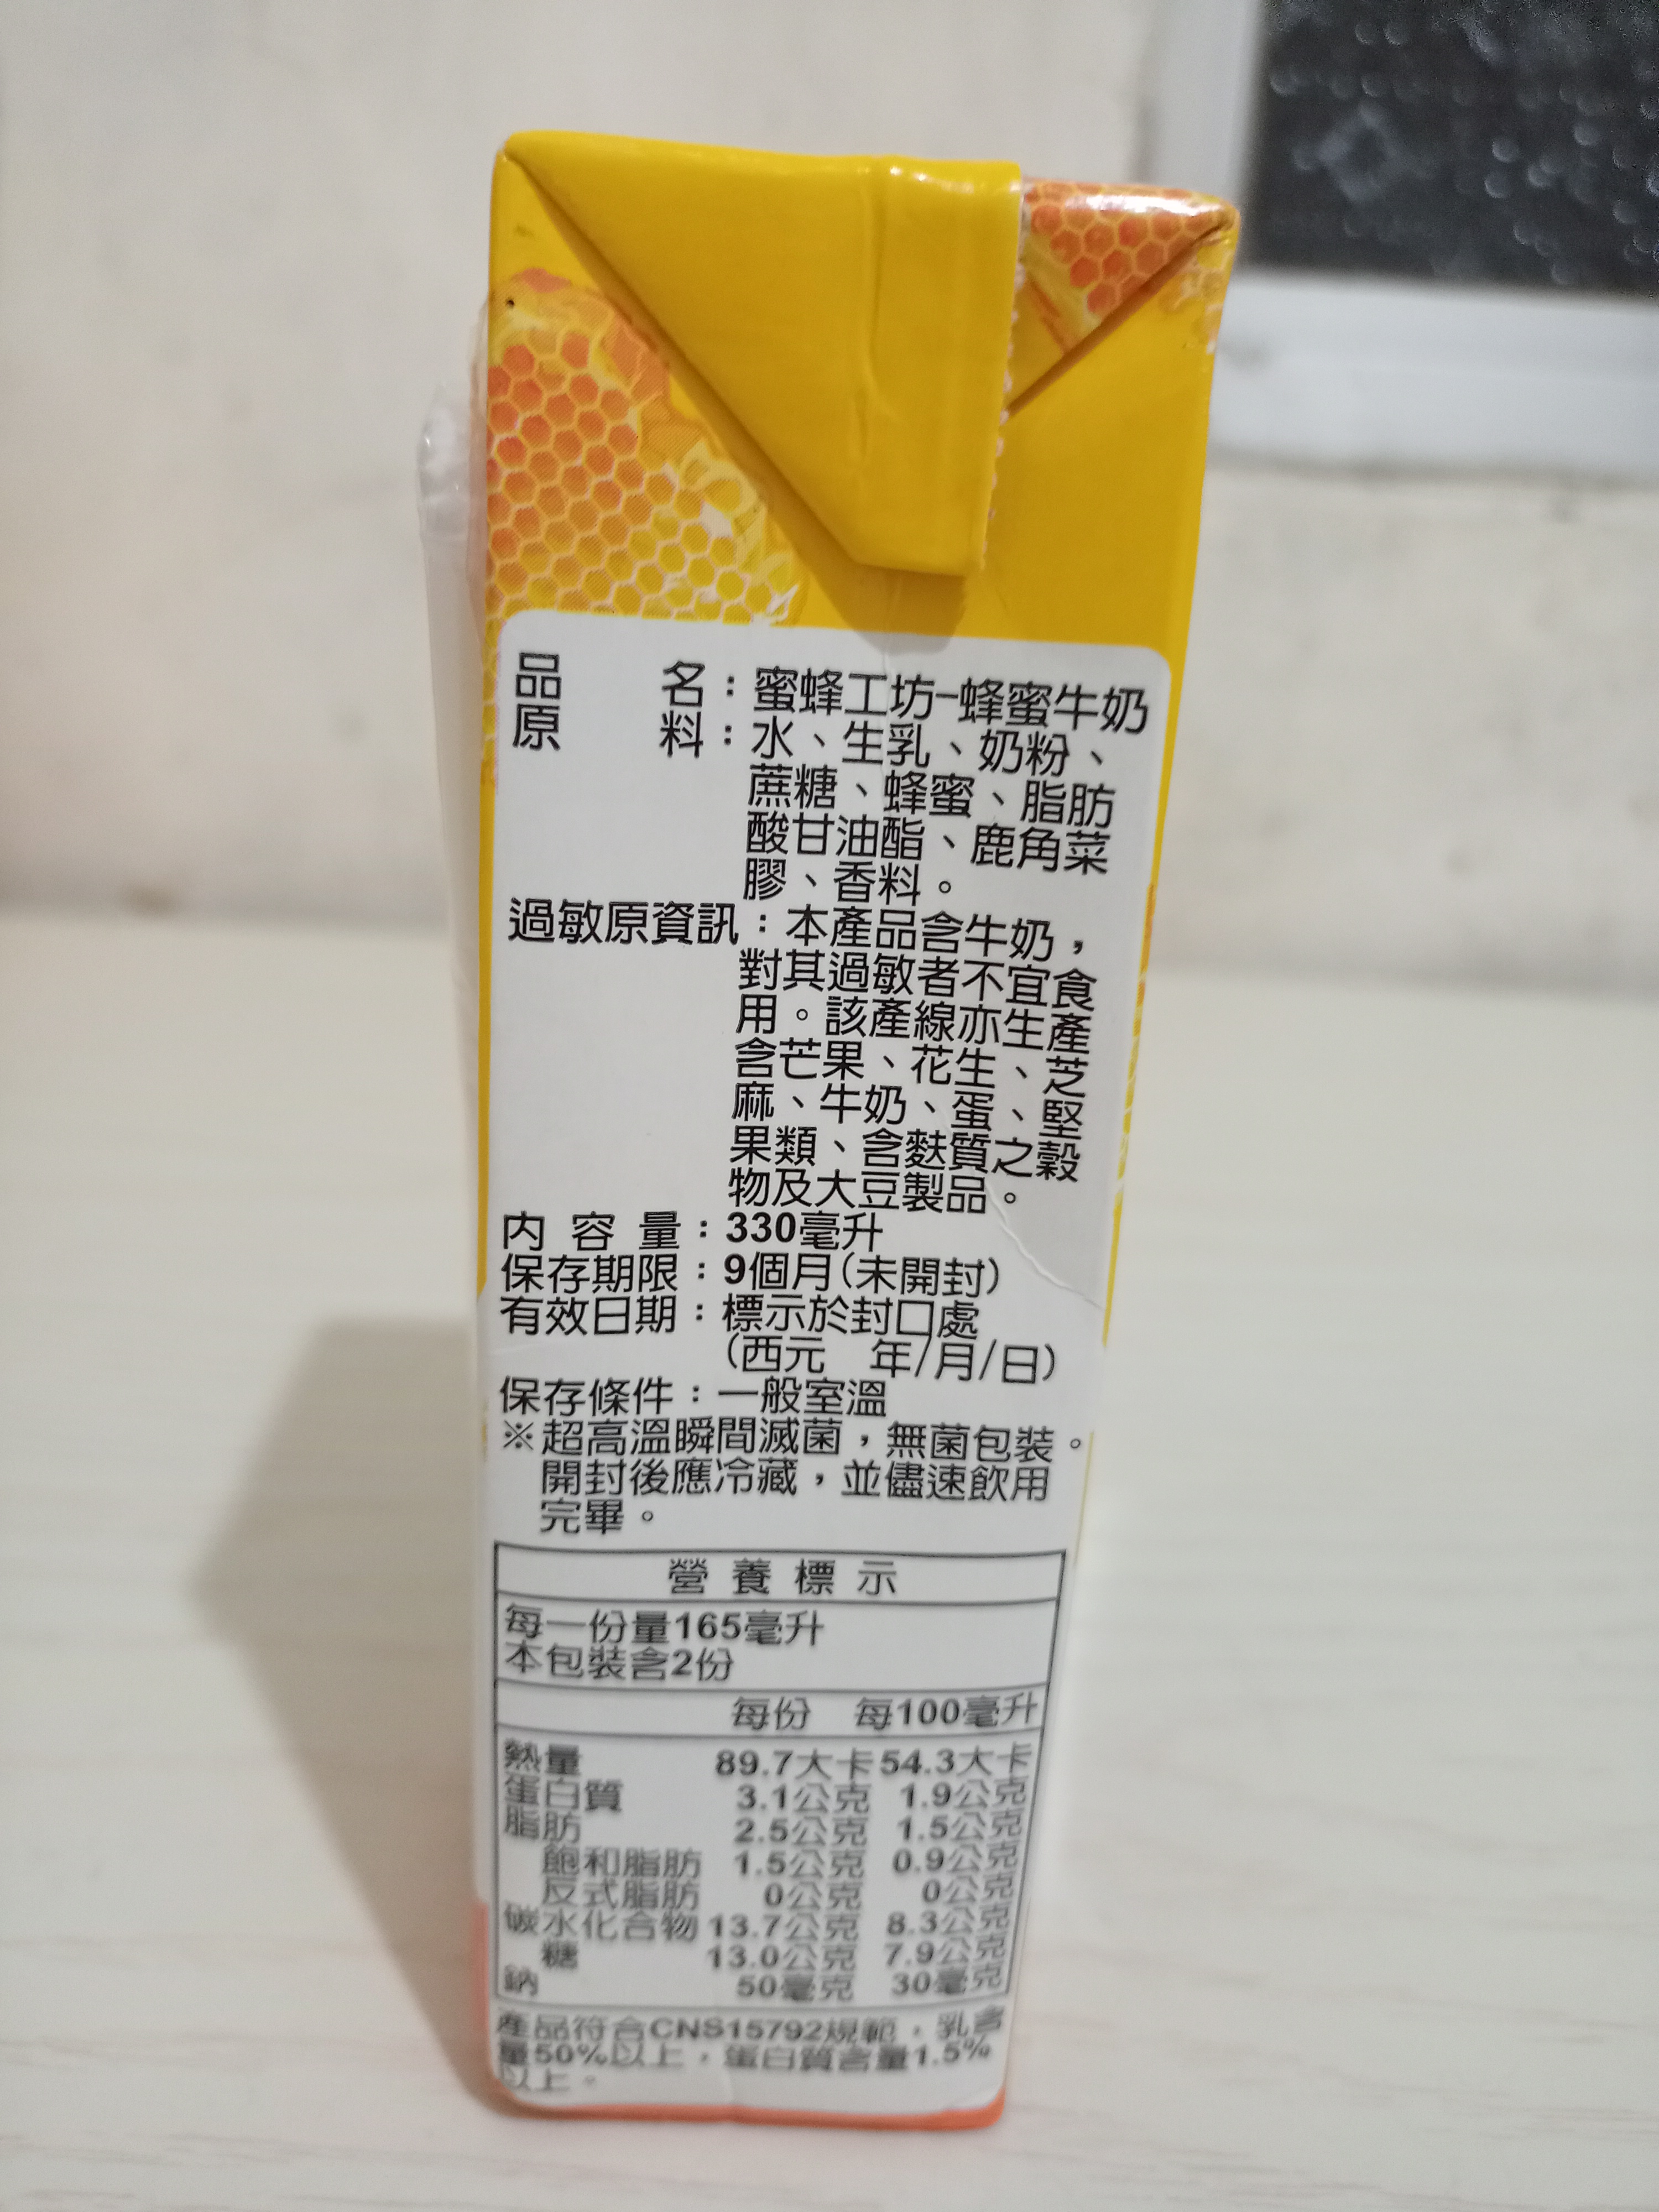 品名：蜜蜂工坊-蜂蜜牛奶
原料：水、生乳、奶粉、
蔗糖、蜂蜜、脂肪
酸甘油酯、鹿角菜
膠、香料。
過敏原資訊：本產品含牛奶，
對其過敏者不宜食
用。該產線亦生產
含芒果、花生、芝
麻、牛奶、蛋、堅
果類、含麩質之穀
物及大豆製品。
內容量：330毫升
保存期限：9個月(未開封)
有效日期：標示於封口處
(西元 年/月/日)
保存條件：一般室溫
※超高溫瞬間滅菌，無菌包裝。
開封後應冷藏，並儘速飲用
完畢。
營養標示
每一份量165毫升
本包裝含2份
每份 每100毫升
熱量 89.7大卡 54.3大卡
蛋白質 3.1公克 1.9公克
脂肪 2.5公克 1.5公克
飽和脂肪 1.5公克 0.9公克
反式脂肪 0公克 0公克
碳水化合物 13.7公克 8.3公克
糖 13.0公克 7.9公克
鈉 50毫克 30毫克
產品符合CNS15792規範，乳含
量50%以上，蛋白質含量1.5%
以上。